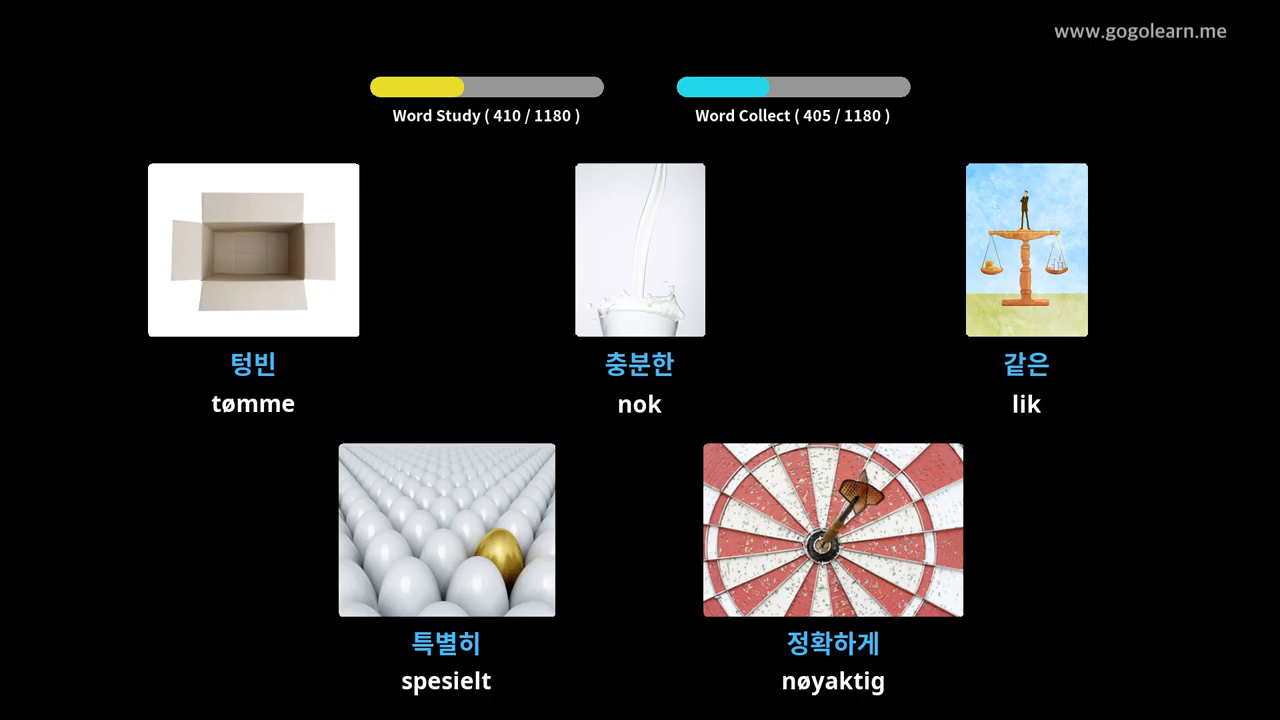 www.gogolearn.me
Word Study ( 410 / 1180 )
Word Collect ( 405 / 1180 )
텅빈
tømme
충분한
nok
같은
lik
특별히
spesielt
정확하게
nøyaktig